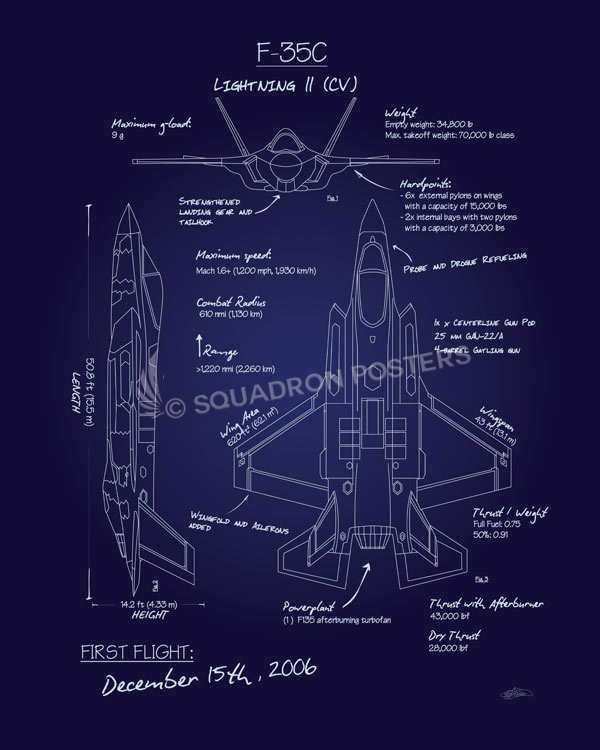 F-35C
Lightning II (CV)
Maximum g-load:
9 g
Weight
Empty weight: 34,800 lb
Max. takeoff weight: 70,000 lb class
Hardpoints:
- 6x external pylons on wings
with a capacity of 15,000 lbs
- 2x internal bays with two pylons
with a capacity of 3,000 lbs
Strengthened
landing gear and
tailhook
Fig 1
Maximum speed:
Mach 1.6+ (1,200 mph, 1,930 km/h)
Probe and Drogue Refueling
Combat Radius
610 nmi (1,130 km)
1x x Centerline Gun Pod
25 mm GAU-22/A
4-barrel gatling gun
Range
>1,220 nmi (2,260 km)
50.8 ft (15.5 m)
LENGTH
© SQUADRON POSTERS
Wing Area
620 ft² (62.1 m²)
Wingspan
43 ft (13.1 m)
Wingfold and Ailerons
added
Thrust / Weight
Full Fuel: 0.75
50%: 0.91
Fig 2
Fig 3
14.2 ft (4.33 m)
HEIGHT
Powerplant
(1) F135 afterburning turbofan
Thrust with Afterburner
43,000 lbf
Dry Thrust
28,000 lbf
FIRST FLIGHT:
December 15th, 2006